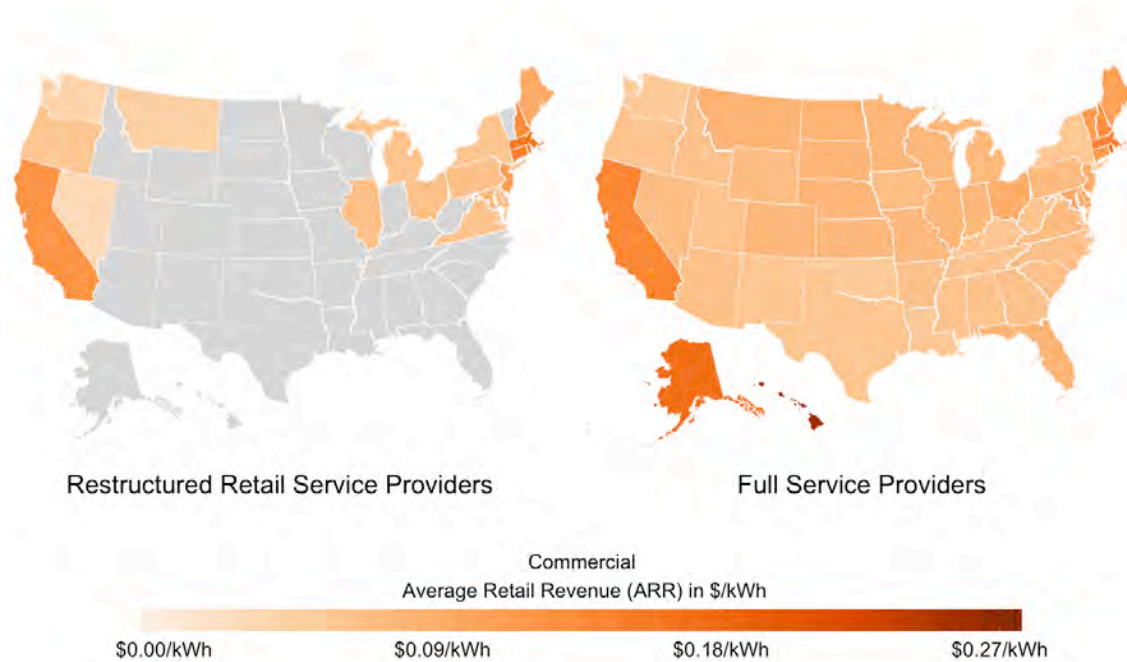 Restructured Retail Service Providers
Full Service Providers
Commercial
Average Retail Revenue (ARR) in $/kWh
$0.00/kWh
$0.09/kWh
$0.18/kWh
$0.27/kWh